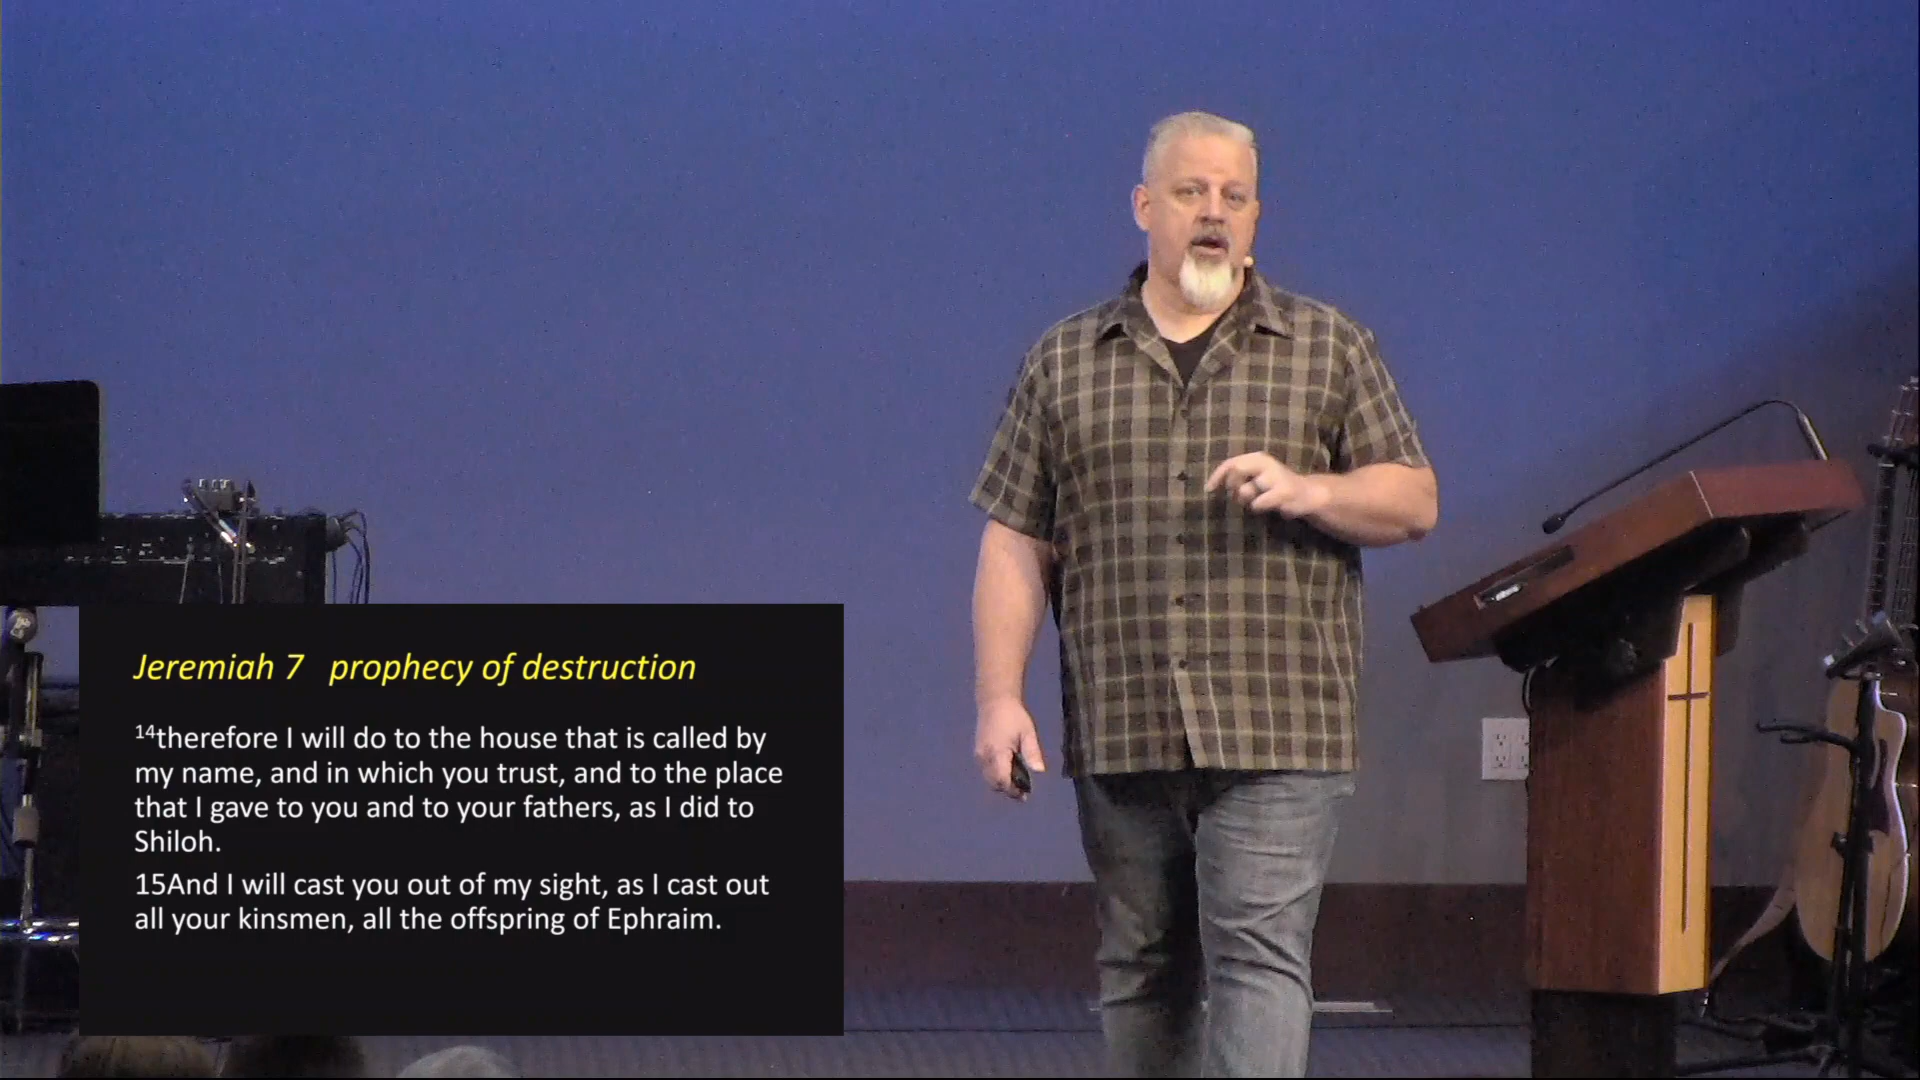 Jeremiah 7 prophecy of destruction
14therefore I will do to the house that is called by
my name, and in which you trust, and to the place
that I gave to you and to your fathers, as I did to
Shiloh.
15And I will cast you out of my sight, as I cast out
all your kinsmen, all the offspring of Ephraim.